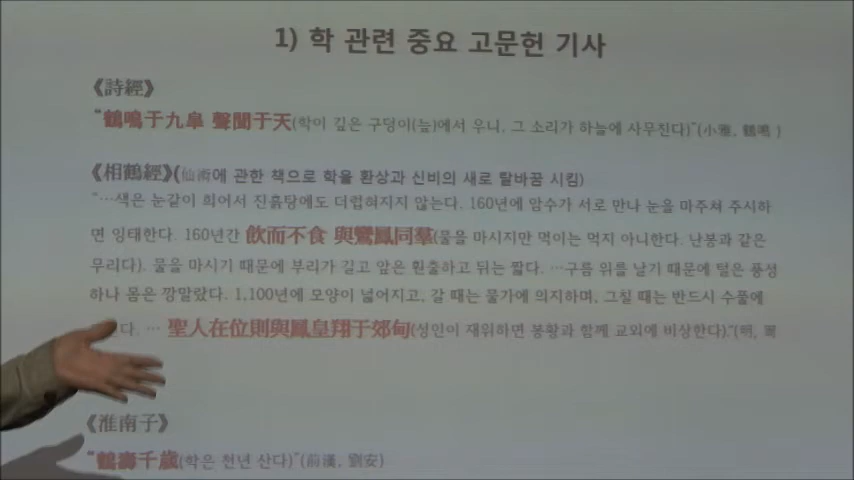 1) 학 관련 중요 고문헌 기사
《詩經》
"鶴鳴于九皐 聲聞于天(학이 깊은 구덩이(늪)에서 우니, 그 소리가 하늘에 사무친다)"(小雅, 鶴鳴 )
《相鶴經》(仙術에 관한 책으로 학을 환상과 신비의 새로 탈바꿈 시킴)
"…색은 눈같이 희어서 진흙탕에도 더럽혀지지 않는다. 160년에 암수가 서로 만나 눈을 마주쳐 주시하
면 잉태한다. 160년간 飮而不食 與鸞鳳同羣(물을 마시지만 먹이는 먹지 아니한다. 난봉과 같은
무리다). 물을 마시기 때문에 부리가 길고 앞은 훤출하고 뒤는 짧다. …구름 위를 날기 때문에 털은 풍성
하나 몸은 깡말랐다. 1,100년에 모양이 넓어지고, 갈 때는 물가에 의지하며, 그칠 때는 반드시 수풀에
다. … 聖人在位則與鳳皇翔于郊甸(성인이 재위하면 봉황과 함께 교외에 비상한다)."(明,
《淮南子》
"鶴壽千歲(학은 천년 산다)"(前漢, 劉安)